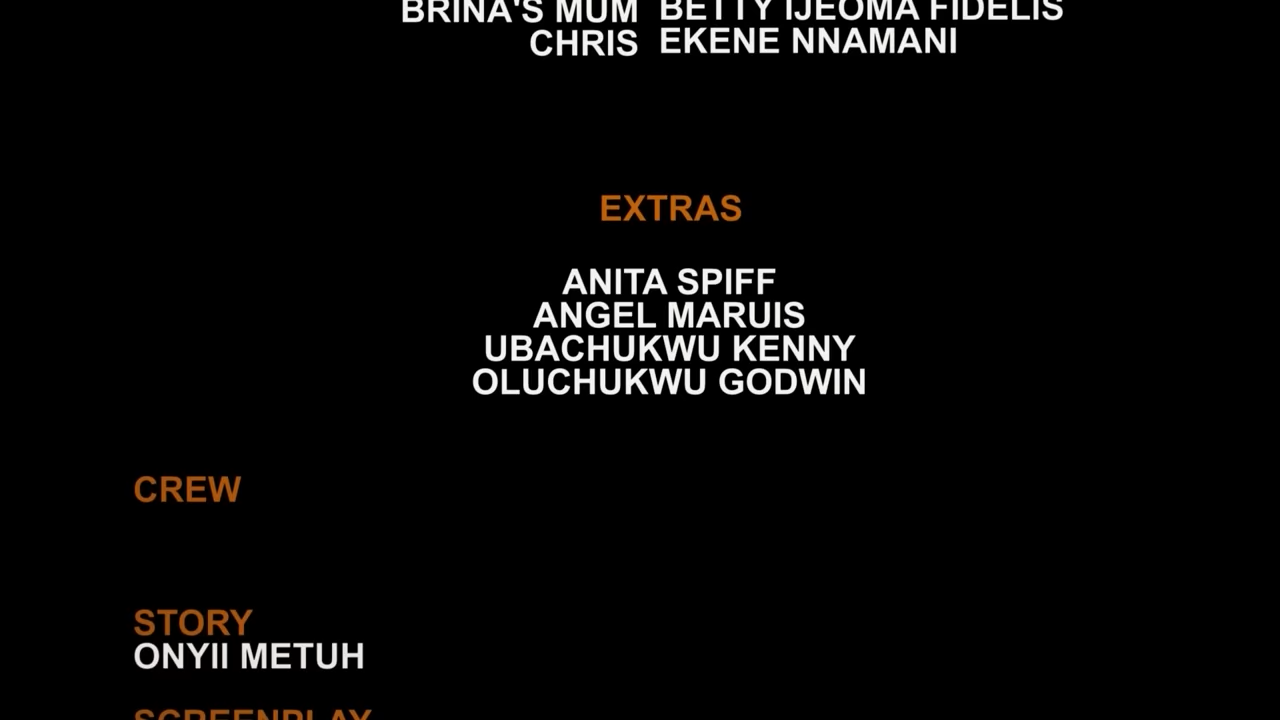 BRINA'S MUM BETTY IJEOMA FIDELIS
CHRIS EKENE NNAMANI
EXTRAS
ANITA SPIFF
ANGEL MARUIS
UBACHUKWU KENNY
OLUCHUKWU GODWIN
CREW
STORY
ONYII METUH
SCREENPLAY